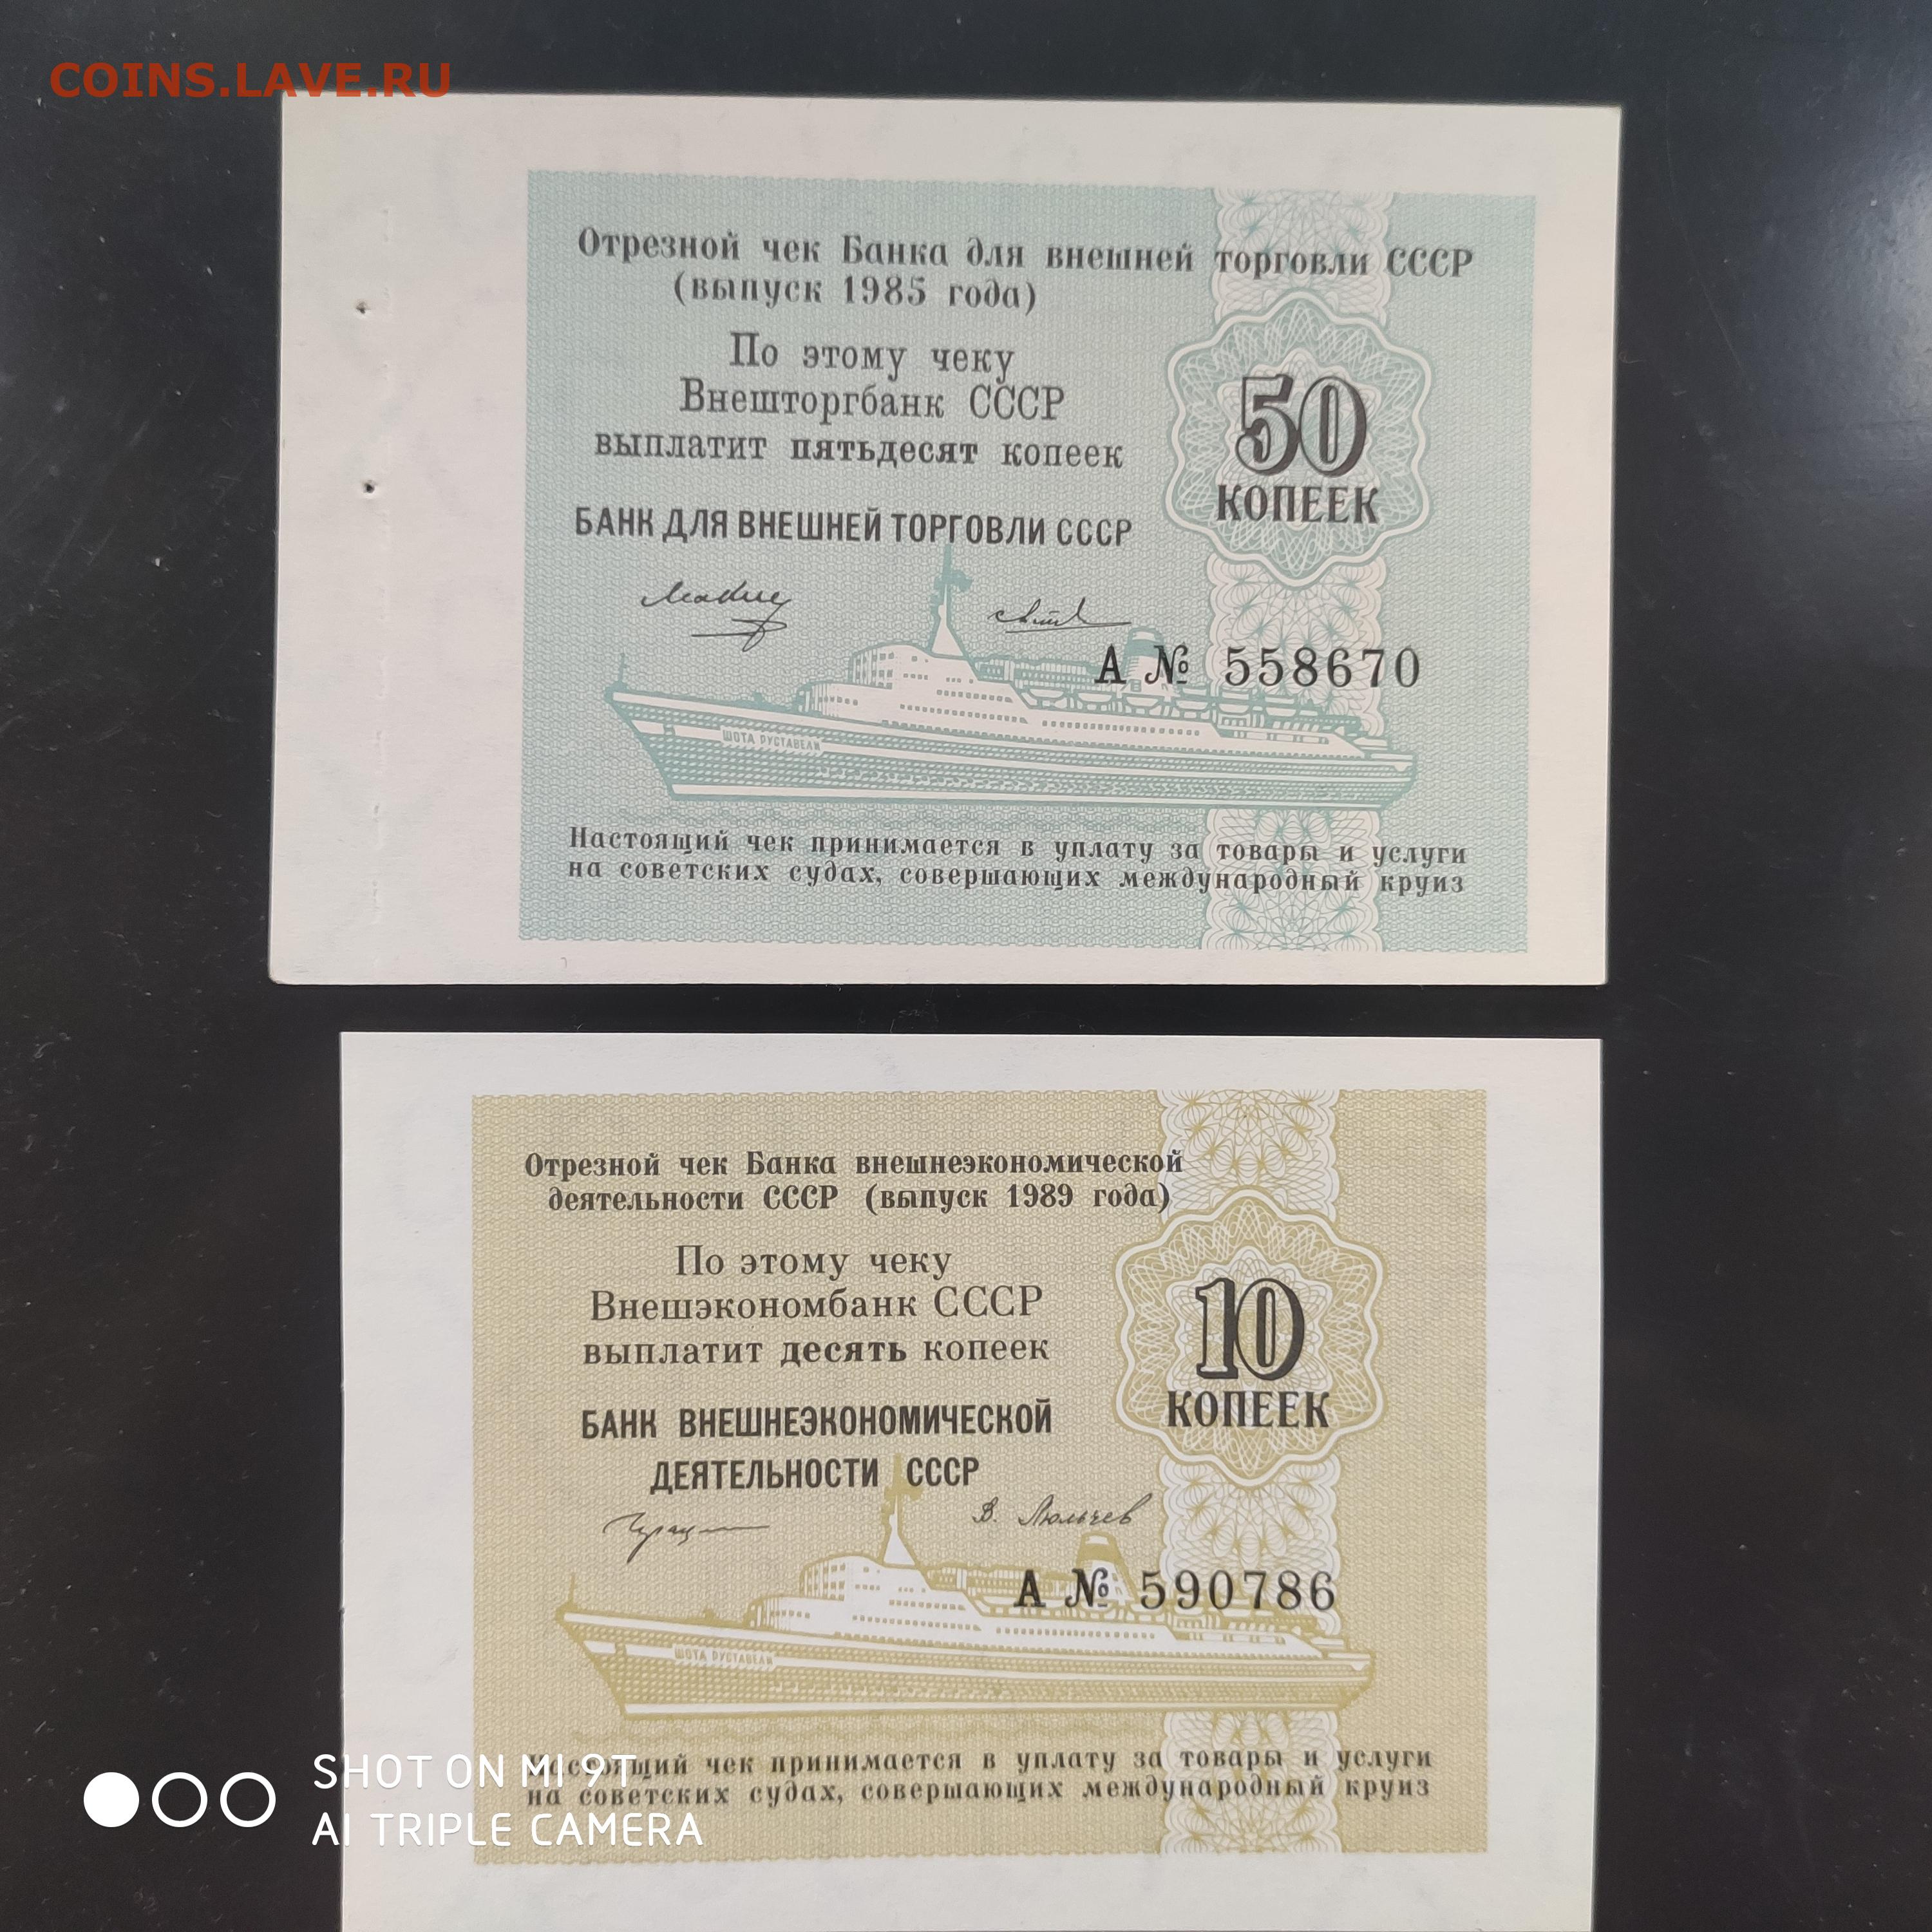 COINS.LAVE.RU
Отрезной чек Банка для внешней торговли СССР
(выпуск 1985 года)
По этому чеку
Внешторгбанк СССР
выплатит пятьдесят копеек
50
КОПЕЕК
БАНК ДЛЯ ВНЕШНЕЙ ТОРГОВЛИ СССР
А № 558670
ШОТА РУСТАВЕЛИ
Настоящий чек принимается в уплату за товары и услуги
на советских судах, совершающих международный круиз
Отрезной чек Банка внешнеэкономической
деятельности СССР (выпуск 1989 года)
По этому чеку
Внешэкономбанк СССР
выплатит десять копеек
10
КОПЕЕК
БАНК ВНЕШНЕЭКОНОМИЧЕСКОЙ
ДЕЯТЕЛЬНОСТИ СССР
В. Люльчев
А № 590786
ШОТА РУСТАВЕЛИ
Настоящий чек принимается в уплату за товары и услуги
на советских судах, совершающих международный круиз
SHOT ON MI 9T
AI TRIPLE CAMERA